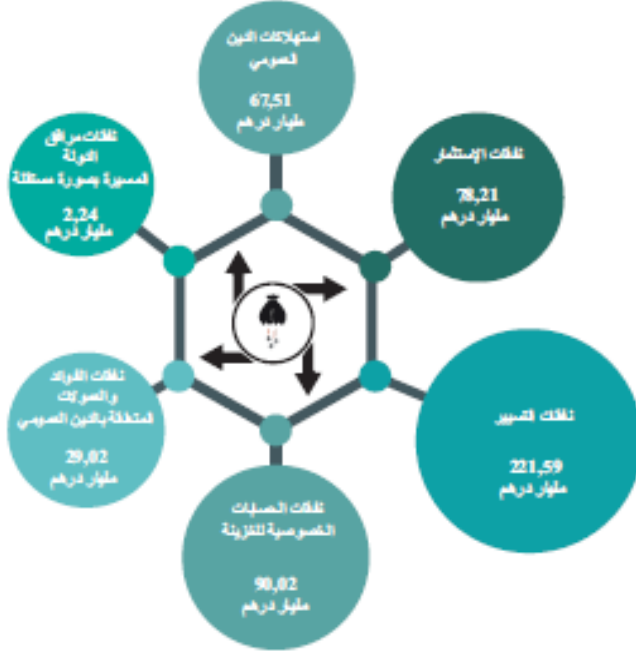 استهلاكات الدين
العمومي
67,51
مليار درهم
نفقات الإستثمار
78,21
مليار درهم
نفقات التسيير
221,59
مليار درهم
نفقات الحسابات
الخصوصية للخزينة
90,02
مليار درهم
نفقات الفوائد
والعمولات
المتعلقة بالدين العمومي
29,02
مليار درهم
نفقات مرافق
الدولة
المسيرة بصورة مستقلة
2,24
مليار درهم